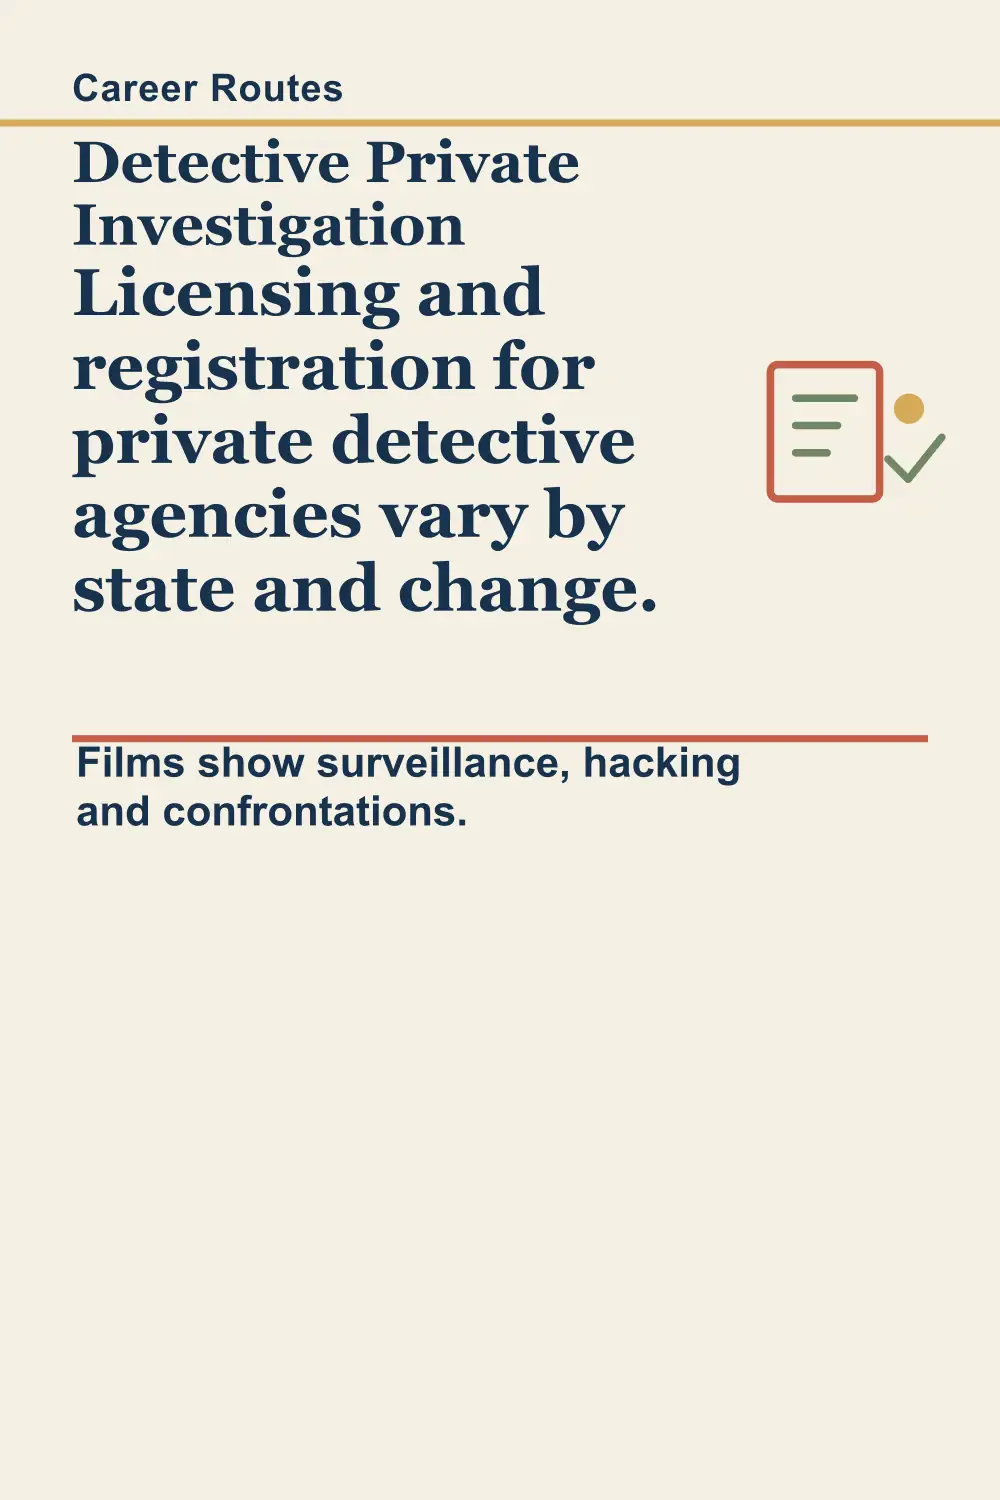 Career Routes
Detective Private
Investigation
Licensing and
registration for
private detective
agencies vary by
state and change.
Films show surveillance, hacking
and confrontations.